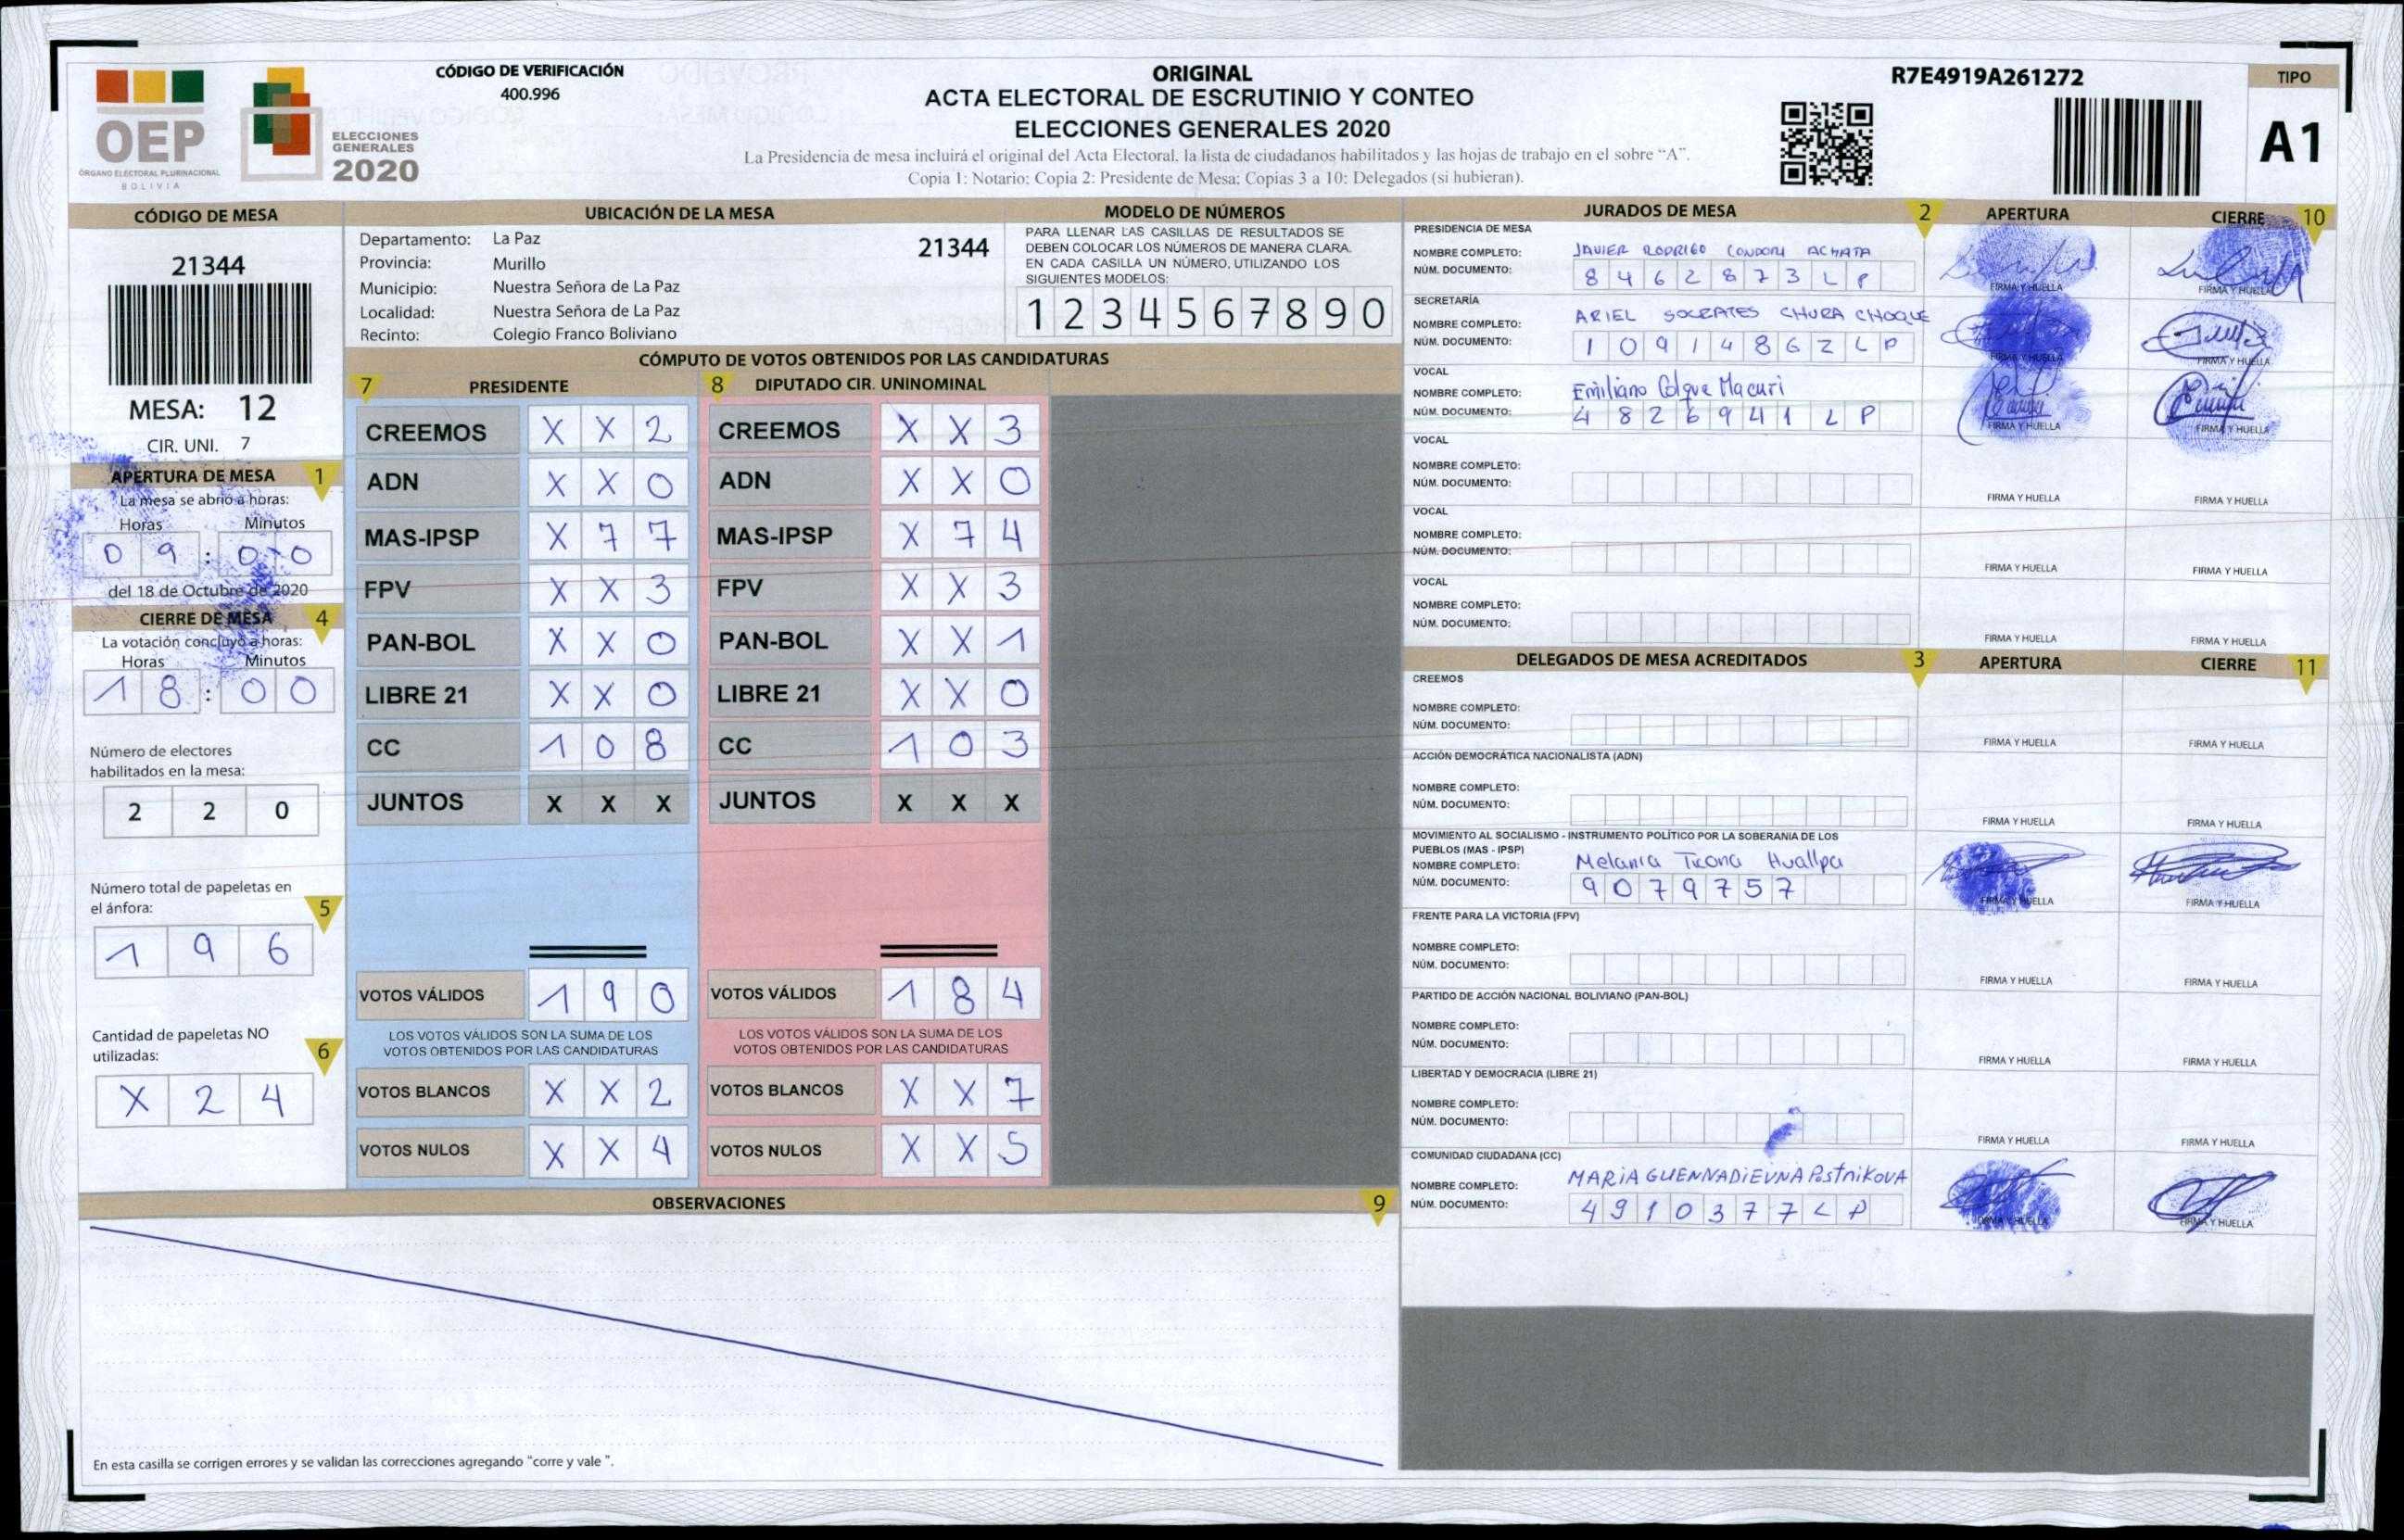 OEP
ÓRGANO ELECTORAL PLURINACIONAL
BOLIVIA
ELECCIONES
GENERALES
2020
CÓDIGO DE VERIFICACIÓN
400.996
ORIGINAL
ACTA ELECTORAL DE ESCRUTINIO Y CONTEO
ELECCIONES GENERALES 2020
La Presidencia de mesa incluirá el original del Acta Electoral, la lista de ciudadanos habilitados y las hojas de trabajo en el sobre “A”.
Copia 1: Notario; Copia 2: Presidente de Mesa; Copias 3 a 10: Delegados (si hubieran).
R7E4919A261272
TIPO
A1
CÓDIGO DE MESA
21344
MESA: 12
CIR. UNI. 7
APERTURA DE MESA 1
La mesa se abrió a horas:
Horas Minutos
0 9 : 0 0
del 18 de Octubre de 2020
CIERRE DE MESA 4
La votación concluyó a horas:
Horas Minutos
1 8 : 0 0
Número de electores
habilitados en la mesa:
2 2 0
Número total de papeletas en
el ánfora: 5
1 9 6
Cantidad de papeletas NO
utilizadas: 6
X 2 4
UBICACIÓN DE LA MESA
Departamento: La Paz 21344
Provincia: Murillo
Municipio: Nuestra Señora de La Paz
Localidad: Nuestra Señora de La Paz
Recinto: Colegio Franco Boliviano
MODELO DE NÚMEROS
PARA LLENAR LAS CASILLAS DE RESULTADOS SE
DEBEN COLOCAR LOS NÚMEROS DE MANERA CLARA.
EN CADA CASILLA UN NÚMERO, UTILIZANDO LOS
SIGUIENTES MODELOS:
1 2 3 4 5 6 7 8 9 0
CÓMPUTO DE VOTOS OBTENIDOS POR LAS CANDIDATURAS
7 PRESIDENTE 8 DIPUTADO CIR. UNINOMINAL
CREEMOS X X 2 CREEMOS X X 3
ADN X X 0 ADN X X 0
MAS-IPSP X 7 7 MAS-IPSP X 7 4
FPV X X 3 FPV X X 3
PAN-BOL X X 0 PAN-BOL X X 1
LIBRE 21 X X 0 LIBRE 21 X X 0
CC 1 0 8 CC 1 0 3
JUNTOS X X X JUNTOS X X X
VOTOS VÁLIDOS 1 9 0 VOTOS VÁLIDOS 1 8 4
LOS VOTOS VÁLIDOS SON LA SUMA DE LOS LOS VOTOS VÁLIDOS SON LA SUMA DE LOS
VOTOS OBTENIDOS POR LAS CANDIDATURAS VOTOS OBTENIDOS POR LAS CANDIDATURAS
VOTOS BLANCOS X X 2 VOTOS BLANCOS X X 7
VOTOS NULOS X X 4 VOTOS NULOS X X 5
OBSERVACIONES 9
En esta casilla se corrigen errores y se validan las correcciones agregando “corre y vale ”.
JURADOS DE MESA 2 APERTURA CIERRE 10
PRESIDENCIA DE MESA
NOMBRE COMPLETO: JAVIER RODRIGO CONDORI ACHATA
NÚM. DOCUMENTO: 8 4 6 2 8 7 3 L P
FIRMA Y HUELLA FIRMA Y HUELLA
SECRETARÍA
NOMBRE COMPLETO: ARIEL SOCRATES CHURA CHOQUE
NÚM. DOCUMENTO: 1 0 9 1 4 8 6 2 L P
FIRMA Y HUELLA FIRMA Y HUELLA
VOCAL
NOMBRE COMPLETO: Emiliano Colque Macuri
NÚM. DOCUMENTO: 4 8 2 6 9 4 1 L P
FIRMA Y HUELLA FIRMA Y HUELLA
VOCAL
NOMBRE COMPLETO:
NÚM. DOCUMENTO:
FIRMA Y HUELLA FIRMA Y HUELLA
VOCAL
NOMBRE COMPLETO:
NÚM. DOCUMENTO:
FIRMA Y HUELLA FIRMA Y HUELLA
VOCAL
NOMBRE COMPLETO:
NÚM. DOCUMENTO:
FIRMA Y HUELLA FIRMA Y HUELLA
DELEGADOS DE MESA ACREDITADOS 3 APERTURA CIERRE 11
CREEMOS
NOMBRE COMPLETO:
NÚM. DOCUMENTO:
FIRMA Y HUELLA FIRMA Y HUELLA
ACCIÓN DEMOCRÁTICA NACIONALISTA (ADN)
NOMBRE COMPLETO:
NÚM. DOCUMENTO:
FIRMA Y HUELLA FIRMA Y HUELLA
MOVIMIENTO AL SOCIALISMO - INSTRUMENTO POLÍTICO POR LA SOBERANIA DE LOS
PUEBLOS (MAS - IPSP)
NOMBRE COMPLETO: Melania Ticona Huallpa
NÚM. DOCUMENTO: 9 0 7 9 7 5 7
FIRMA Y HUELLA FIRMA Y HUELLA
FRENTE PARA LA VICTORIA (FPV)
NOMBRE COMPLETO:
NÚM. DOCUMENTO:
FIRMA Y HUELLA FIRMA Y HUELLA
PARTIDO DE ACCIÓN NACIONAL BOLIVIANO (PAN-BOL)
NOMBRE COMPLETO:
NÚM. DOCUMENTO:
FIRMA Y HUELLA FIRMA Y HUELLA
LIBERTAD Y DEMOCRACIA (LIBRE 21)
NOMBRE COMPLETO:
NÚM. DOCUMENTO:
FIRMA Y HUELLA FIRMA Y HUELLA
COMUNIDAD CIUDADANA (CC)
NOMBRE COMPLETO: MARIA GUENNADIEVNA Postnikova
NÚM. DOCUMENTO: 4 9 1 0 3 7 7 L P
FIRMA Y HUELLA FIRMA Y HUELLA